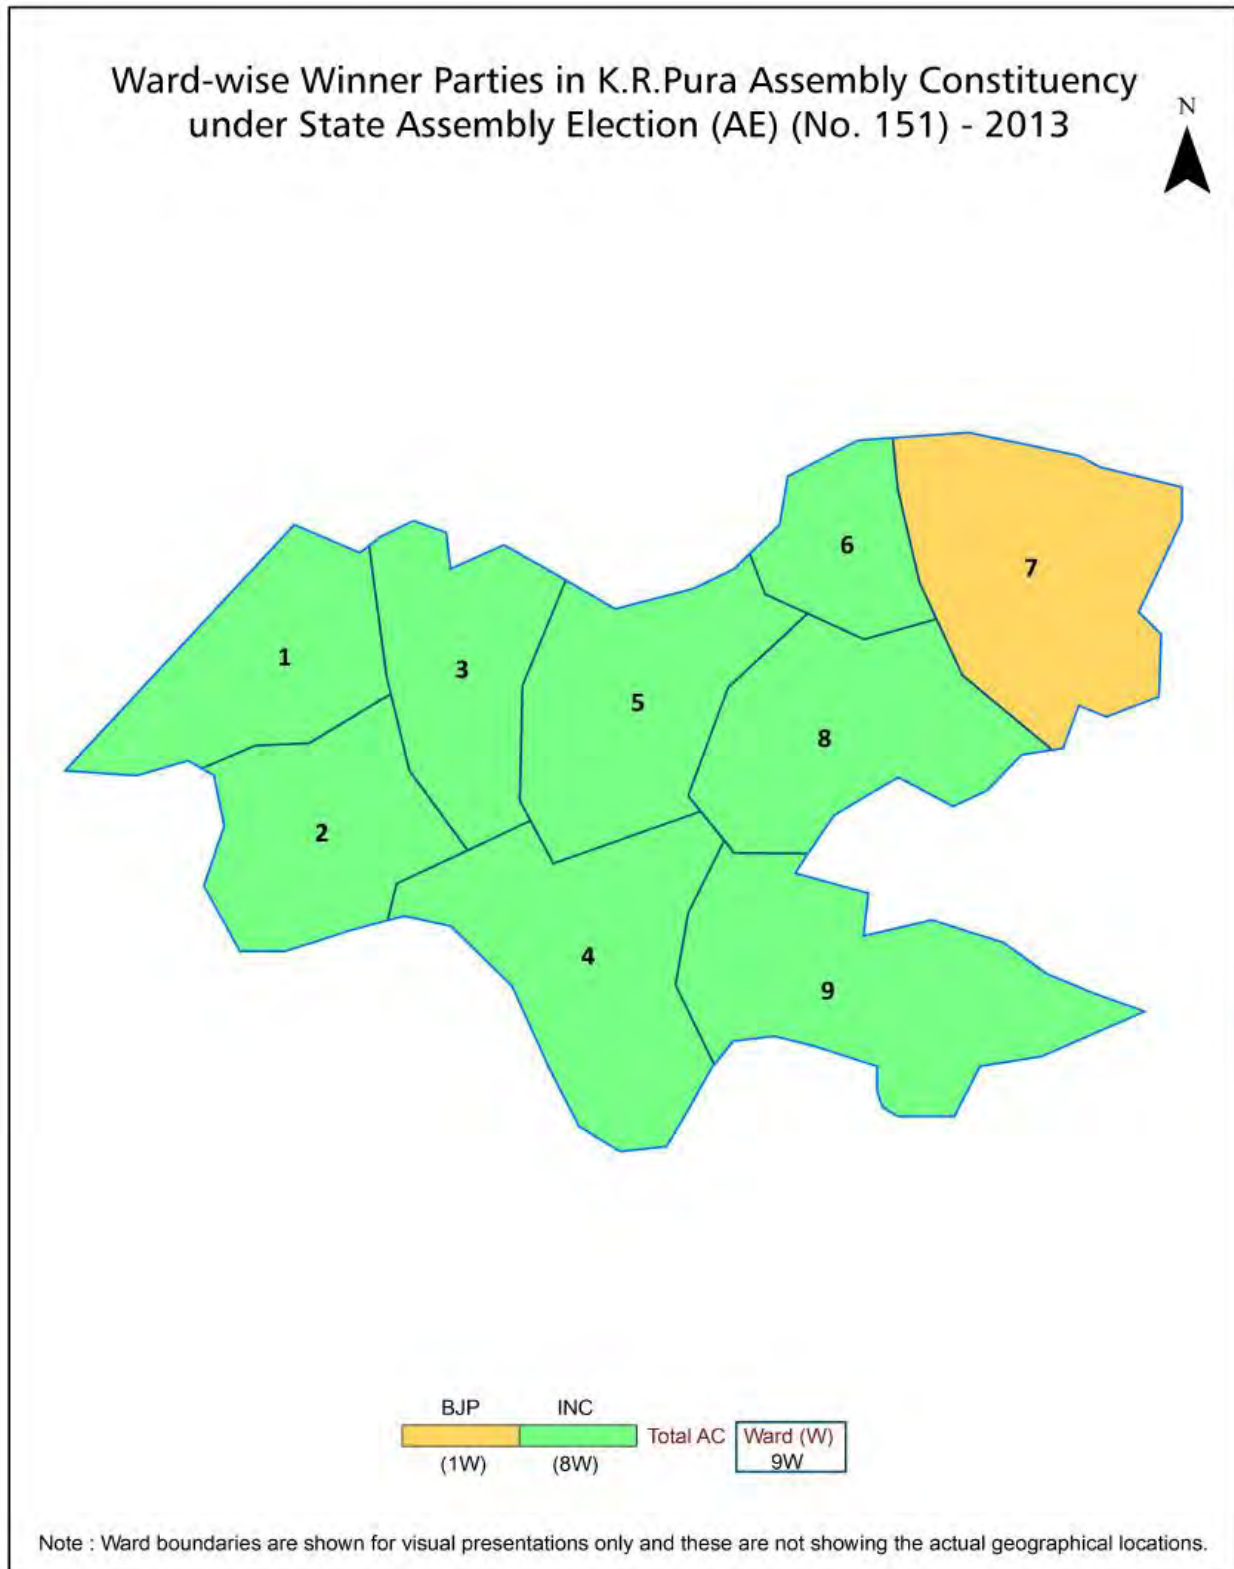 Ward-wise Winner Parties in K.R.Pura Assembly Constituency
under State Assembly Election (AE) (No. 151) - 2013
N
6
7
1
3
5
8
2
4
9
BJP INC
Total AC Ward (W)
(1W) (8W) 9W
Note : Ward boundaries are shown for visual presentations only and these are not showing the actual geographical locations.